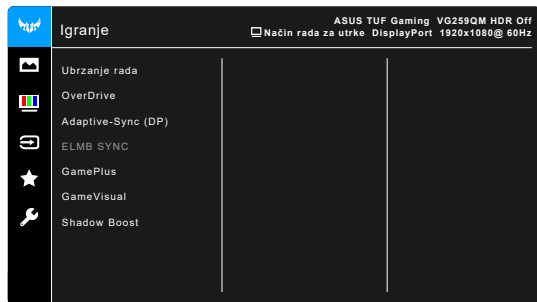 Igranje
ASUS TUF Gaming VG259QM HDR Off
Način rada za utrke DisplayPort 1920x1080@ 60Hz
Ubrzanje rada
OverDrive
Adaptive-Sync (DP)
ELMB SYNC
GamePlus
GameVisual
Shadow Boost